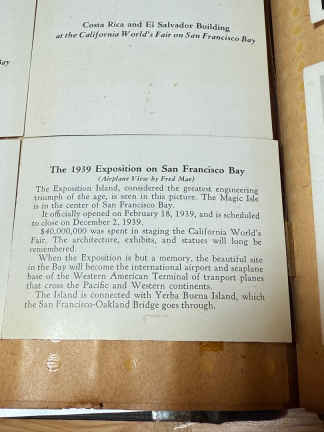 Costa Rica and El Salvador Building
at the California World's Fair on San Francisco Bay
Bay
The 1939 Exposition on San Francisco Bay
(Airplane View by Fred Mae)
The Exposition Island, considered the greatest engineering
triumph of the age, is seen in this picture. The Magic Isle
is in the center of San Francisco Bay.
It officially opened on February 18, 1939, and is scheduled
to close on December 2, 1939.
$40,000,000 was spent in staging the California World's
Fair. The architecture, exhibits, and statues will long be
remembered.
When the Exposition is but a memory, the beautiful site
in the Bay will become the international airport and seaplane
base of the Western American Terminal of tranport planes
that cross the Pacific and Western continents.
The Island is connected with Yerba Buena Island, which
the San Francisco-Oakland Bridge goes through.